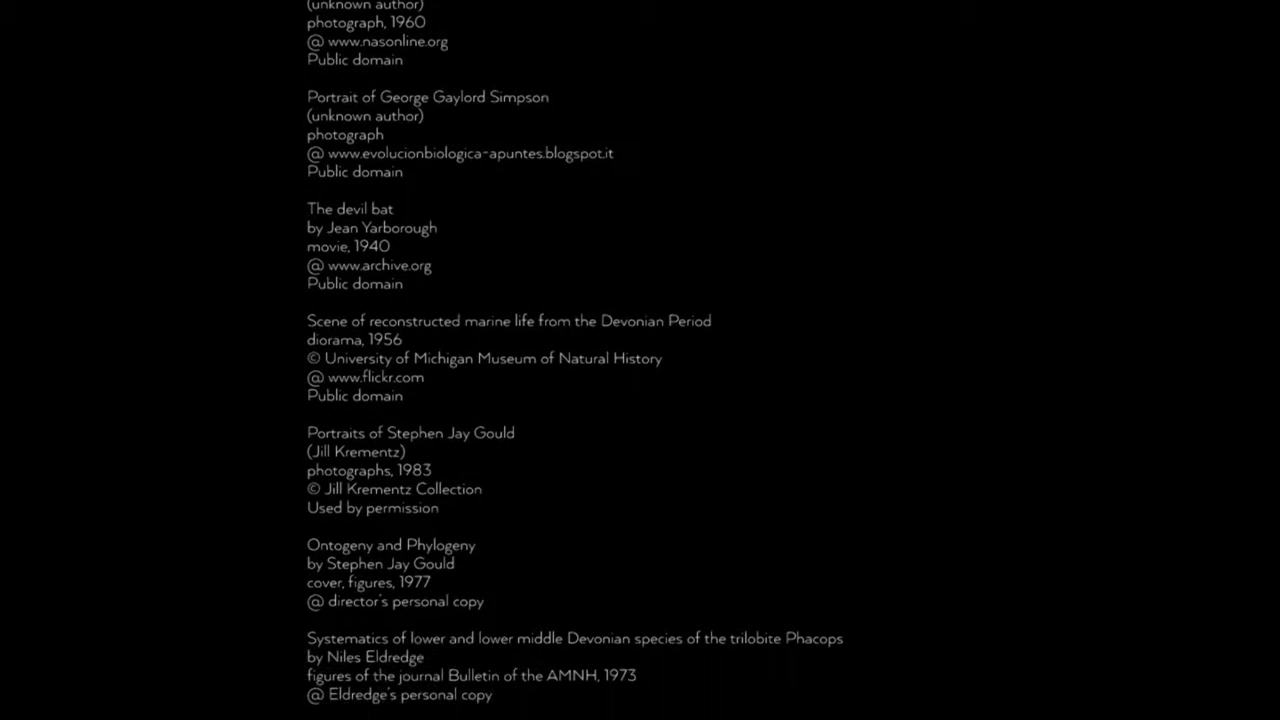 (unknown author)
photograph, 1960
@ www.nasonline.org
Public domain
Portrait of George Gaylord Simpson
(unknown author)
photograph
@ www.evolucionbiologica-apuntes.blogspot.it
Public domain
The devil bat
by Jean Yarborough
movie, 1940
@ www.archive.org
Public domain
Scene of reconstructed marine life from the Devonian Period
diorama, 1956
© University of Michigan Museum of Natural History
@ www.flickr.com
Public domain
Portraits of Stephen Jay Gould
(Jill Krementz)
photographs, 1983
© Jill Krementz Collection
Used by permission
Ontogeny and Phylogeny
by Stephen Jay Gould
cover, figures, 1977
@ director's personal copy
Systematics of lower and lower middle Devonian species of the trilobite Phacops
by Niles Eldredge
figures of the journal Bulletin of the AMNH, 1973
@ Eldredge's personal copy